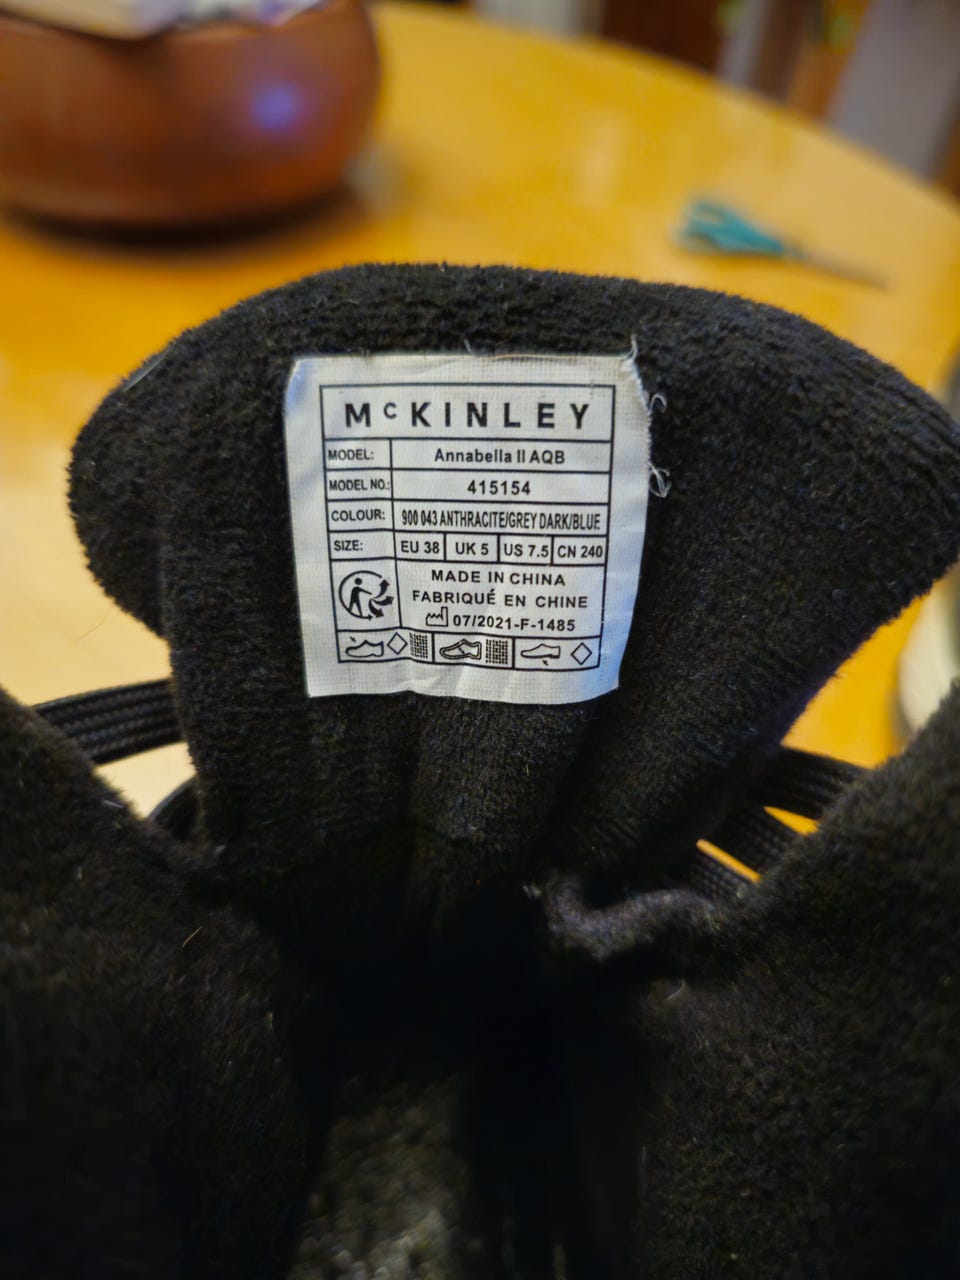 McKINLEY
MODEL: Annabella II AQB
MODEL NO.: 415154
COLOUR: 900 043 ANTHRACITE/GREY DARK/BLUE
SIZE: EU 38 UK 5 US 7.5 CN 240
MADE IN CHINA
FABRIQUÉ EN CHINE
07/2021-F-1485